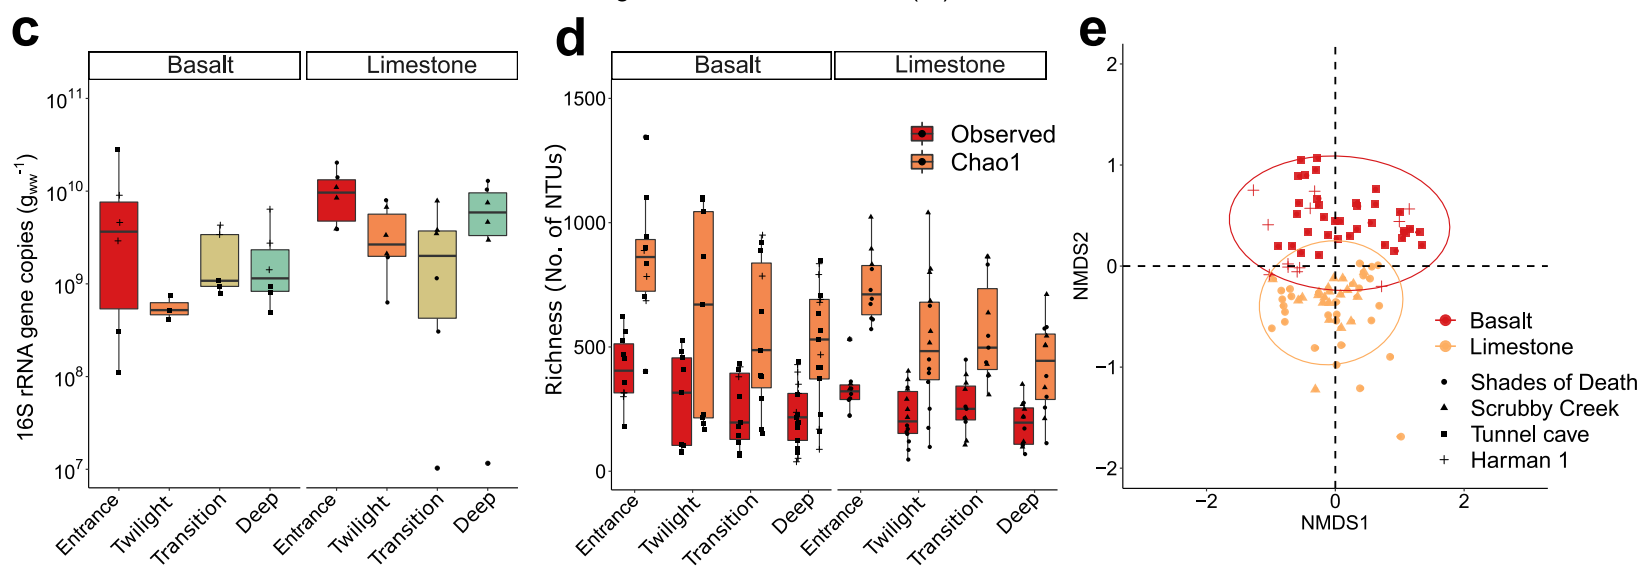 c
Basalt
Limestone
16S rRNA gene copies (gww-1)
10^11
10^10
10^9
10^8
10^7
Entrance
Twilight
Transition
Deep
Entrance
Twilight
Transition
Deep
d
Basalt
Limestone
Richness (No. of NTUs)
1500
1000
500
0
Observed
Chao1
Entrance
Twilight
Transition
Deep
Entrance
Twilight
Transition
Deep
e
NMDS2
2
1
0
−1
−2
−2
0
2
NMDS1
Basalt
Limestone
Shades of Death
Scrubby Creek
Tunnel cave
Harman 1